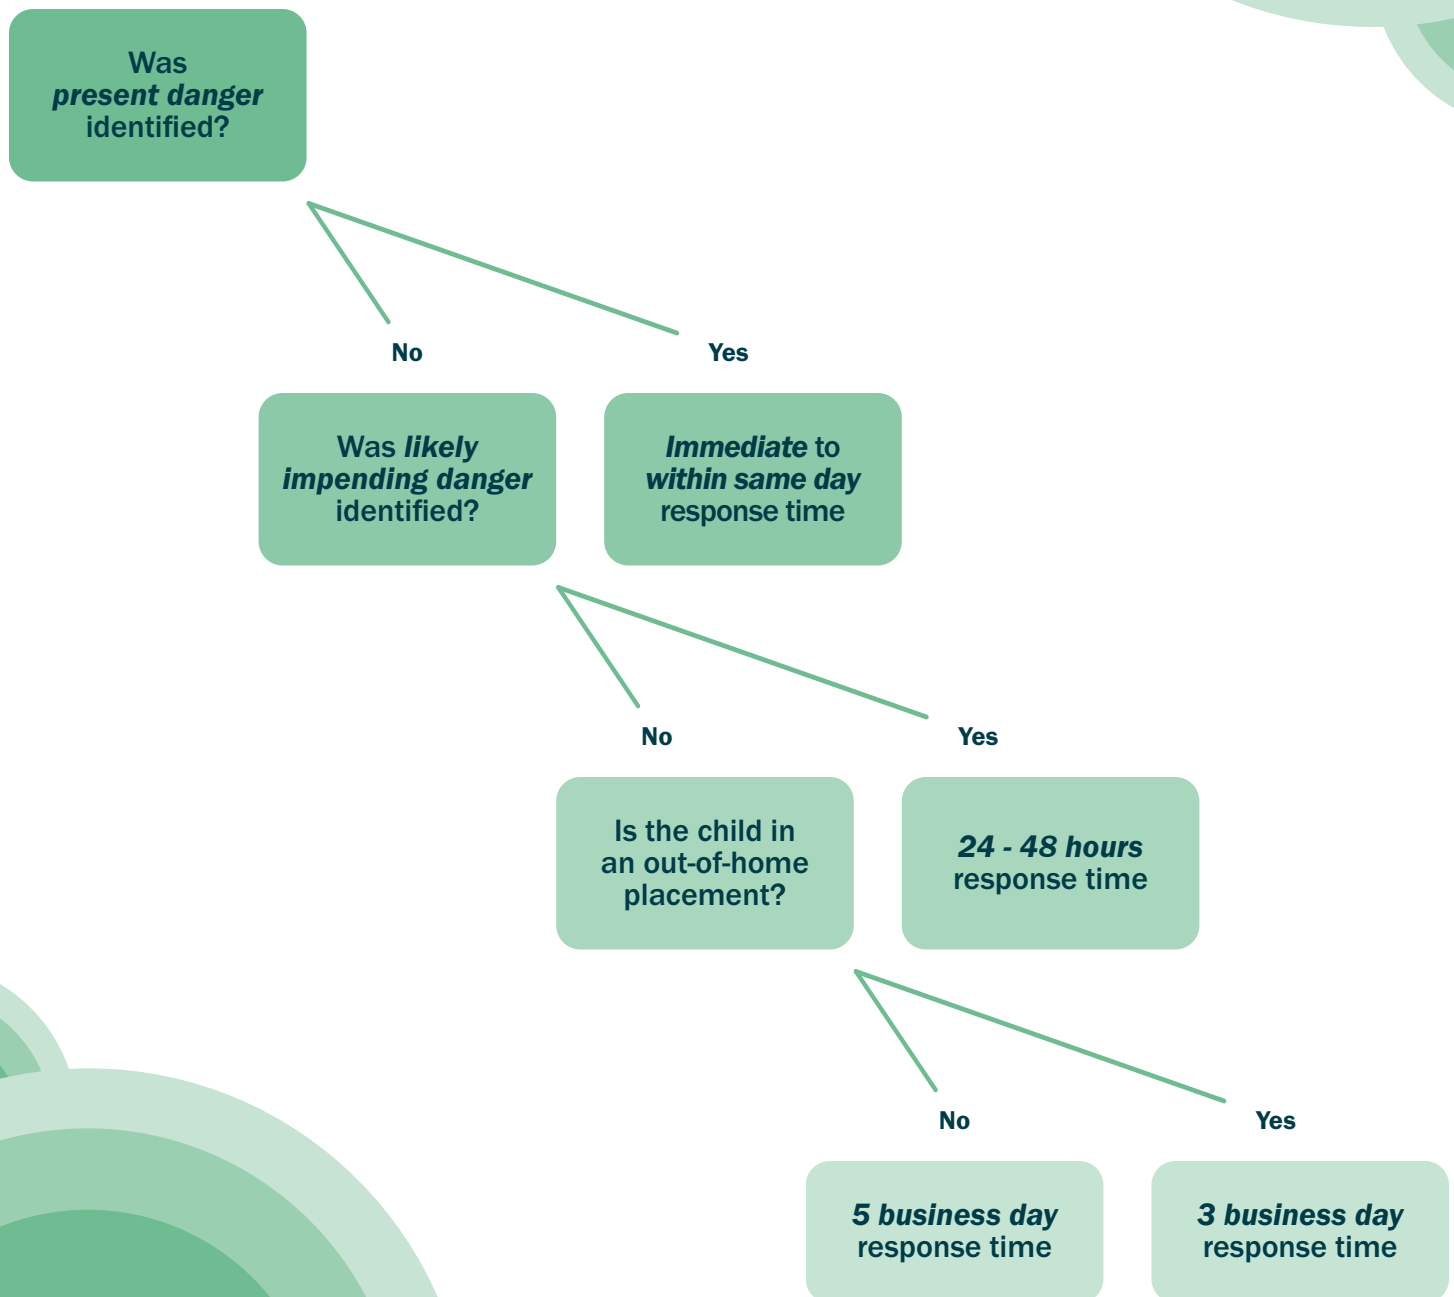 Was
present danger
identified?
No
Yes
Was likely
impending danger
identified?
Immediate to
within same day
response time
No
Yes
Is the child in
an out-of-home
placement?
24 - 48 hours
response time
No
Yes
5 business day
response time
3 business day
response time